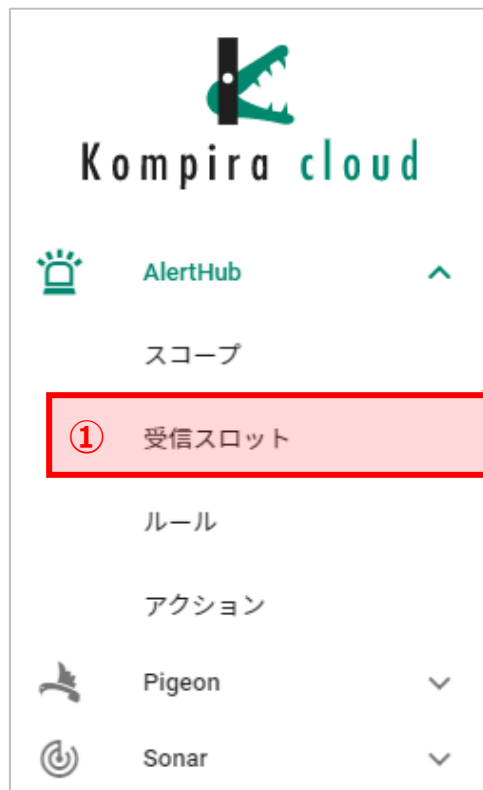 Kompira cloud
AlertHub
スコープ
① 受信スロット
ルール
アクション
Pigeon
Sonar